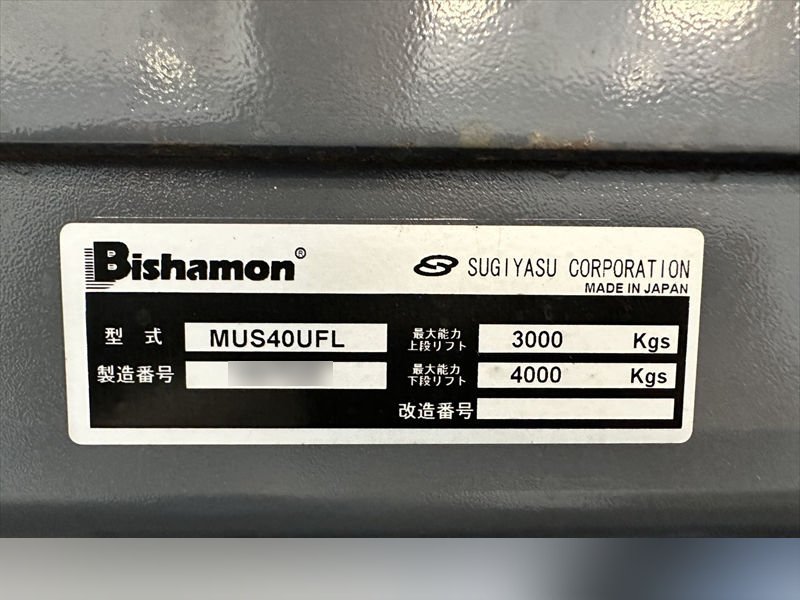 Bishamon®
SUGIYASU CORPORATION
MADE IN JAPAN
型式 MUS40UFL
製造番号
最大能力
上段リフト 3000 Kgs
最大能力
下段リフト 4000 Kgs
改造番号